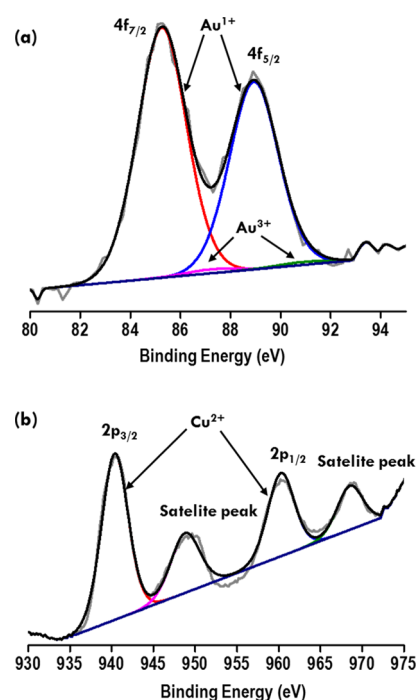 (a)
4f7/2
Au1+
4f5/2
Au3+
80 82 84 86 88 90 92 94
Binding Energy (eV)
(b)
2p3/2
Cu2+
2p1/2
Satelite peak
Satelite peak
930 935 940 945 950 955 960 965 970 975
Binding Energy (eV)